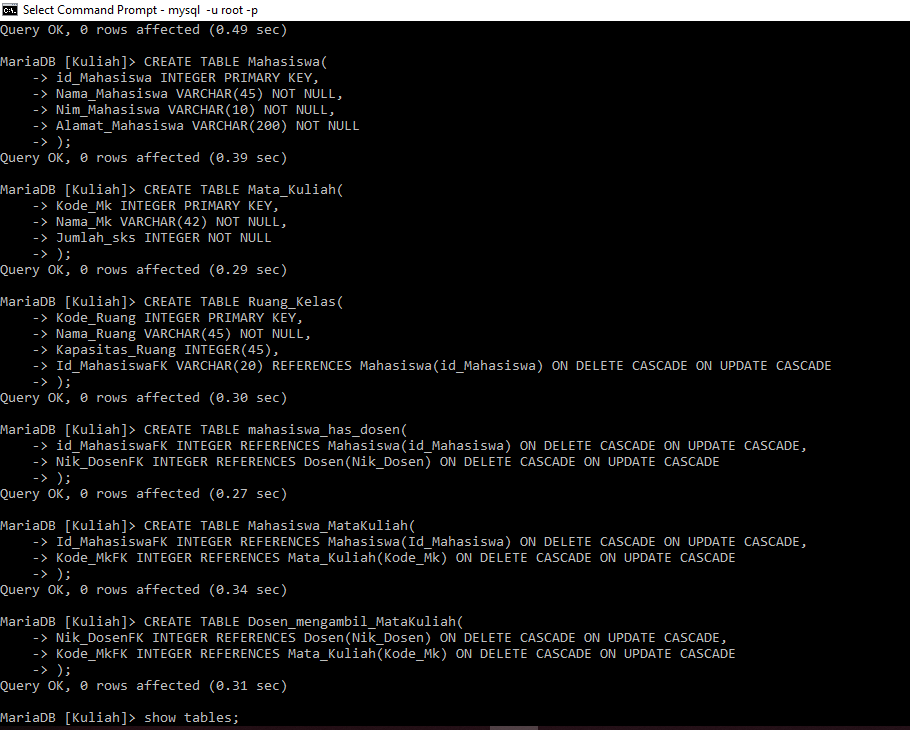 Select Command Prompt - mysql  -u root -p
Query OK, 0 rows affected (0.49 sec)

MariaDB [Kuliah]> CREATE TABLE Mahasiswa(
    -> id_Mahasiswa INTEGER PRIMARY KEY,
    -> Nama_Mahasiswa VARCHAR(45) NOT NULL,
    -> Nim_Mahasiswa VARCHAR(10) NOT NULL,
    -> Alamat_Mahasiswa VARCHAR(200) NOT NULL
    -> );
Query OK, 0 rows affected (0.39 sec)

MariaDB [Kuliah]> CREATE TABLE Mata_Kuliah(
    -> Kode_Mk INTEGER PRIMARY KEY,
    -> Nama_Mk VARCHAR(42) NOT NULL,
    -> Jumlah_sks INTEGER NOT NULL
    -> );
Query OK, 0 rows affected (0.29 sec)

MariaDB [Kuliah]> CREATE TABLE Ruang_Kelas(
    -> Kode_Ruang INTEGER PRIMARY KEY,
    -> Nama_Ruang VARCHAR(45) NOT NULL,
    -> Kapasitas_Ruang INTEGER(45),
    -> Id_MahasiswaFK VARCHAR(20) REFERENCES Mahasiswa(id_Mahasiswa) ON DELETE CASCADE ON UPDATE CASCADE
    -> );
Query OK, 0 rows affected (0.30 sec)

MariaDB [Kuliah]> CREATE TABLE mahasiswa_has_dosen(
    -> id_MahasiswaFK INTEGER REFERENCES Mahasiswa(id_Mahasiswa) ON DELETE CASCADE ON UPDATE CASCADE,
    -> Nik_DosenFK INTEGER REFERENCES Dosen(Nik_Dosen) ON DELETE CASCADE ON UPDATE CASCADE
    -> );
Query OK, 0 rows affected (0.27 sec)

MariaDB [Kuliah]> CREATE TABLE Mahasiswa_MataKuliah(
    -> Id_MahasiswaFK INTEGER REFERENCES Mahasiswa(Id_Mahasiswa) ON DELETE CASCADE ON UPDATE CASCADE,
    -> Kode_MkFK INTEGER REFERENCES Mata_Kuliah(Kode_Mk) ON DELETE CASCADE ON UPDATE CASCADE
    -> );
Query OK, 0 rows affected (0.34 sec)

MariaDB [Kuliah]> CREATE TABLE Dosen_mengambil_MataKuliah(
    -> Nik_DosenFK INTEGER REFERENCES Dosen(Nik_Dosen) ON DELETE CASCADE ON UPDATE CASCADE,
    -> Kode_MkFK INTEGER REFERENCES Mata_Kuliah(Kode_Mk) ON DELETE CASCADE ON UPDATE CASCADE
    -> );
Query OK, 0 rows affected (0.31 sec)

MariaDB [Kuliah]> show tables;